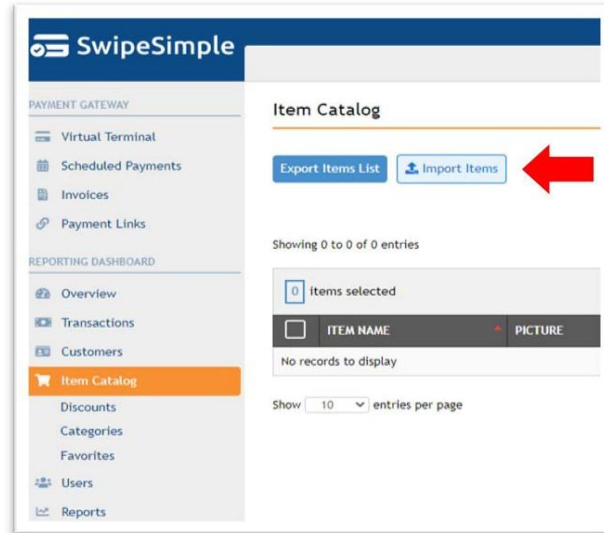 SwipeSimple
PAYMENT GATEWAY
Virtual Terminal
Scheduled Payments
Invoices
Payment Links
REPORTING DASHBOARD
Overview
Transactions
Customers
Item Catalog
Discounts
Categories
Favorites
Users
Reports
Item Catalog
Export Items List Import Items
Showing 0 to 0 of 0 entries
0 items selected
ITEM NAME PICTURE
No records to display
Show 10 entries per page